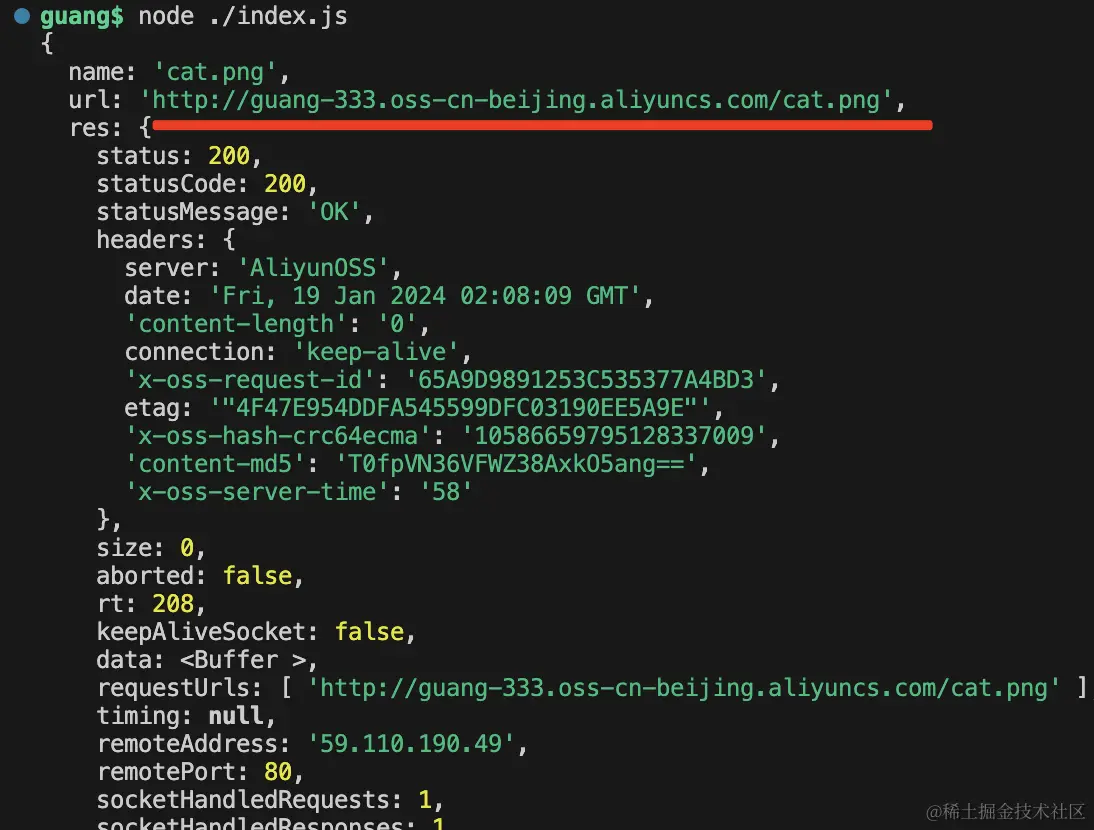 guang$ node ./index.js
{
  name: 'cat.png',
  url: 'http://guang-333.oss-cn-beijing.aliyuncs.com/cat.png',
  res: {
    status: 200,
    statusCode: 200,
    statusMessage: 'OK',
    headers: {
      server: 'AliyunOSS',
      date: 'Fri, 19 Jan 2024 02:08:09 GMT',
      'content-length': '0',
      connection: 'keep-alive',
      'x-oss-request-id': '65A9D9891253C535377A4BD3',
      etag: '"4F47E954DDFA545599DFC03190EE5A9E"',
      'x-oss-hash-crc64ecma': '10586659795128337009',
      'content-md5': 'T0fpVN36VFWZ38AxkO5ang==',
      'x-oss-server-time': '58'
    },
    size: 0,
    aborted: false,
    rt: 208,
    keepAliveSocket: false,
    data: <Buffer >,
    requestUrls: [ 'http://guang-333.oss-cn-beijing.aliyuncs.com/cat.png' ]
    timing: null,
    remoteAddress: '59.110.190.49',
    remotePort: 80,
    socketHandledRequests: 1,
    socketHandledResponses: 1
@稀土掘金技术社区